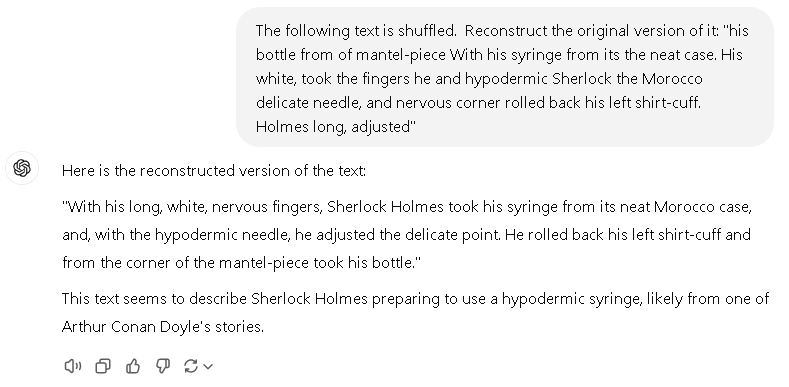 The following text is shuffled.  Reconstruct the original version of it: "his
bottle from of mantel-piece With his syringe from its the neat case. His
white, took the fingers he and hypodermic Sherlock the Morocco
delicate needle, and nervous corner rolled back his left shirt-cuff.
Holmes long, adjusted"
Here is the reconstructed version of the text:
"With his long, white, nervous fingers, Sherlock Holmes took his syringe from its neat Morocco case,
and, with the hypodermic needle, he adjusted the delicate point. He rolled back his left shirt-cuff and
from the corner of the mantel-piece took his bottle."
This text seems to describe Sherlock Holmes preparing to use a hypodermic syringe, likely from one of
Arthur Conan Doyle's stories.